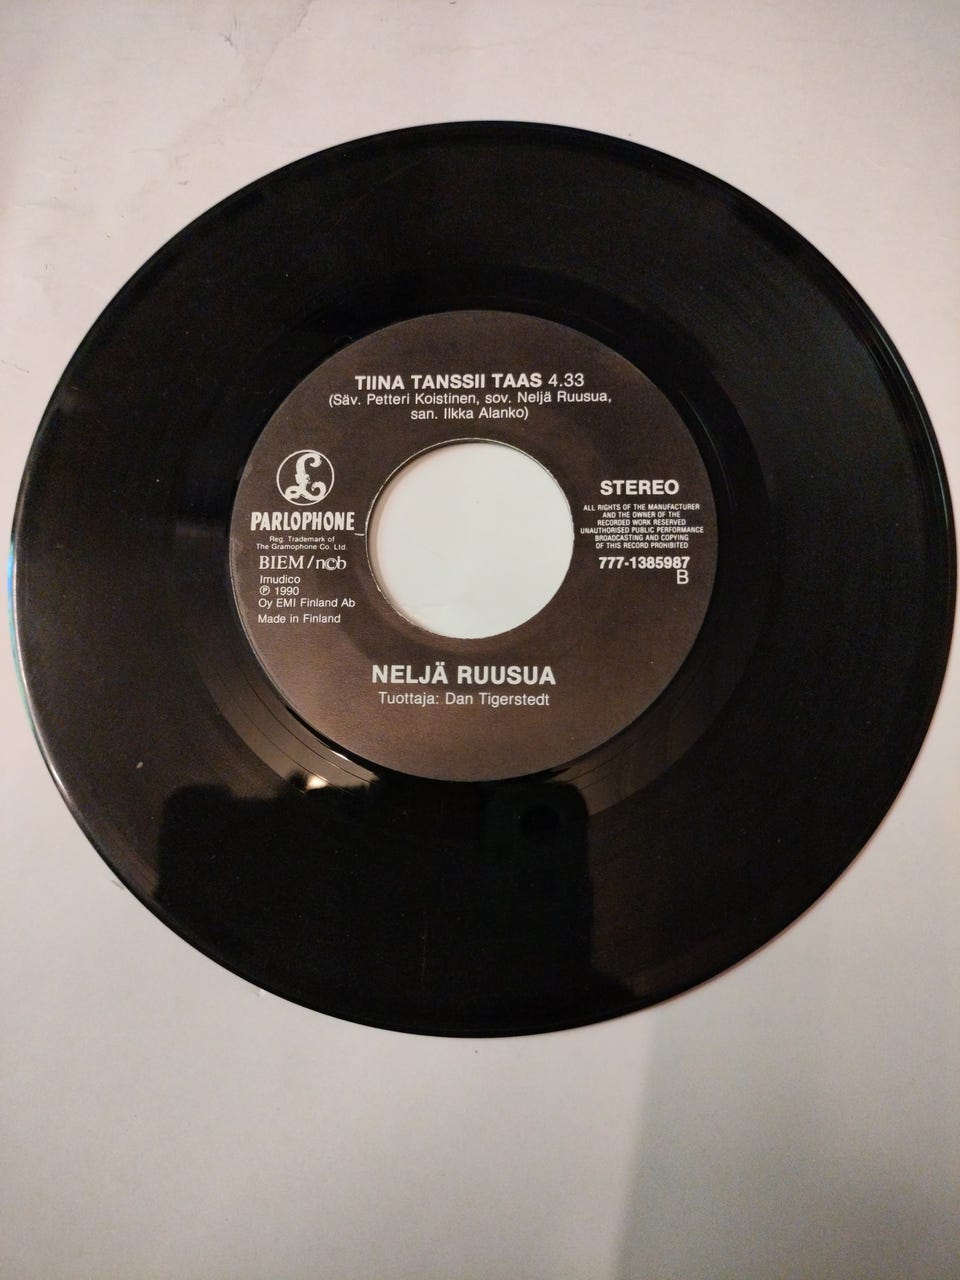 TIINA TANSSII TAAS 4.33
(Säv. Petteri Koistinen, sov. Neljä Ruusua,
san. Ilkka Alanko)
£
PARLOPHONE
Reg. Trademark of
The Gramophone Co. Ltd.
BIEM/ncb
Imudico
℗ 1990
Oy EMI Finland Ab
Made in Finland
STEREO
ALL RIGHTS OF THE MANUFACTURER
AND THE OWNER OF THE
RECORDED WORK RESERVED
UNAUTHORISED PUBLIC PERFORMANCE
BROADCASTING AND COPYING
OF THIS RECORD PROHIBITED
777-1385987
B
NELJÄ RUUSUA
Tuottaja: Dan Tigerstedt